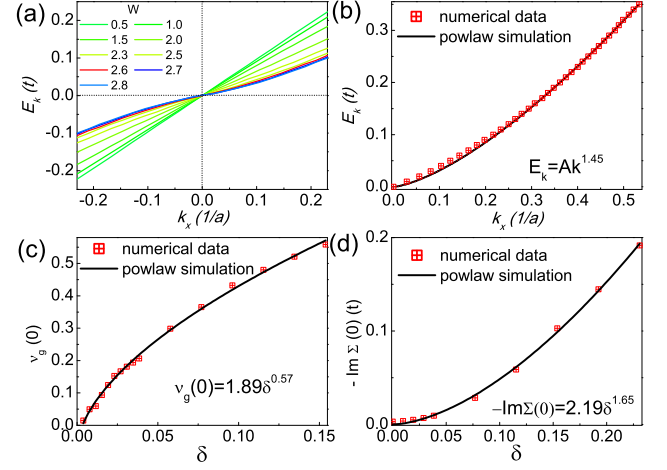 (a)
W
0.5 1.0
1.5 2.0
2.3 2.5
2.6 2.7
2.8
0.2
0.1
0.0
-0.1
-0.2
E_k (t)
-0.2 -0.1 0.0 0.1 0.2
k_x (1/a)
(b)
numerical data
powlaw simulation
0.3
0.2
0.1
0.0
E_k (t)
E_k=Ak^1.45
0.0 0.1 0.2 0.3 0.4 0.5
k_x (1/a)
(c)
numerical data
powlaw simulation
0.5
0.4
0.3
0.2
0.1
0.0
ν_g (0)
ν_g(0)=1.89δ^0.57
0.00 0.05 0.10 0.15
δ
(d)
numerical data
powlaw simulation
0.2
0.1
0.0
- Im Σ (0) (t)
−ImΣ(0)=2.19δ^1.65
0.00 0.05 0.10 0.15 0.20
δ